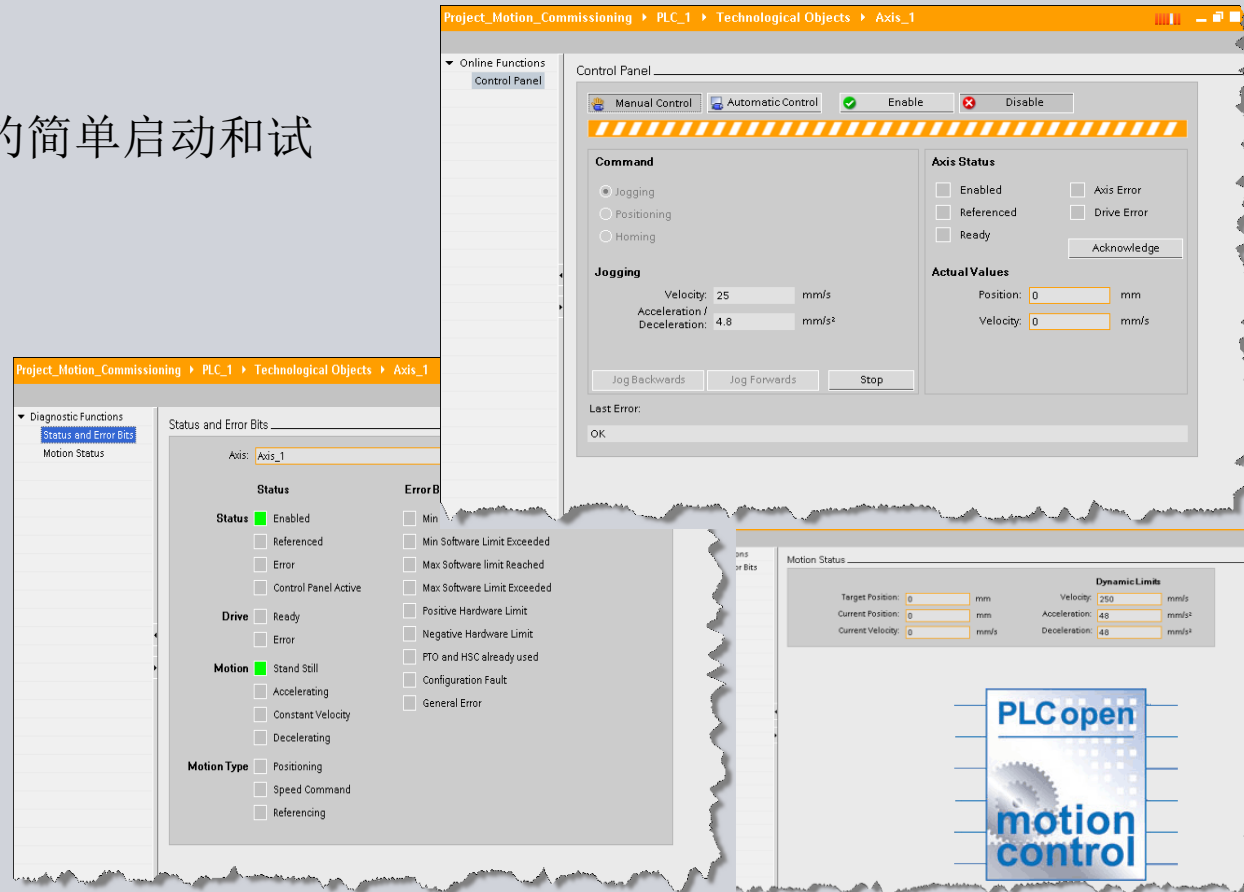 的简单启动和试
Project_Motion_Commissioning ▸ PLC_1 ▸ Technological Objects ▸ Axis_1
Online Functions
Control Panel
Control Panel
Manual Control Automatic Control Enable Disable
Command
Jogging
Positioning
Homing
Jogging
Velocity: 25 mm/s
Acceleration /
Deceleration: 4.8 mm/s²
Jog Backwards Jog Forwards Stop
Axis Status
Enabled Axis Error
Referenced Drive Error
Ready
Acknowledge
Actual Values
Position: 0 mm
Velocity: 0 mm/s
Last Error:
OK
Project_Motion_Commissioning ▸ PLC_1 ▸ Technological Objects ▸ Axis_1
Diagnostic Functions
Status and Error Bits
Motion Status
Status and Error Bits
Axis: Axis_1
Status
Status Enabled
Referenced
Error
Control Panel Active
Drive Ready
Error
Motion Stand Still
Accelerating
Constant Velocity
Decelerating
Motion Type Positioning
Speed Command
Referencing
Error B
Min
Min Software Limit Exceeded
Max Software limit Reached
Max Software Limit Exceeded
Positive Hardware Limit
Negative Hardware Limit
PTO and HSC already used
Configuration Fault
General Error
ons
or Bits
Motion Status
Dynamic Limits
Target Position: 0 mm Velocity: 250 mm/s
Current Position: 0 mm Acceleration: 48 mm/s²
Current Velocity: 0 mm/s Deceleration: 48 mm/s²
PLCopen
motion
control